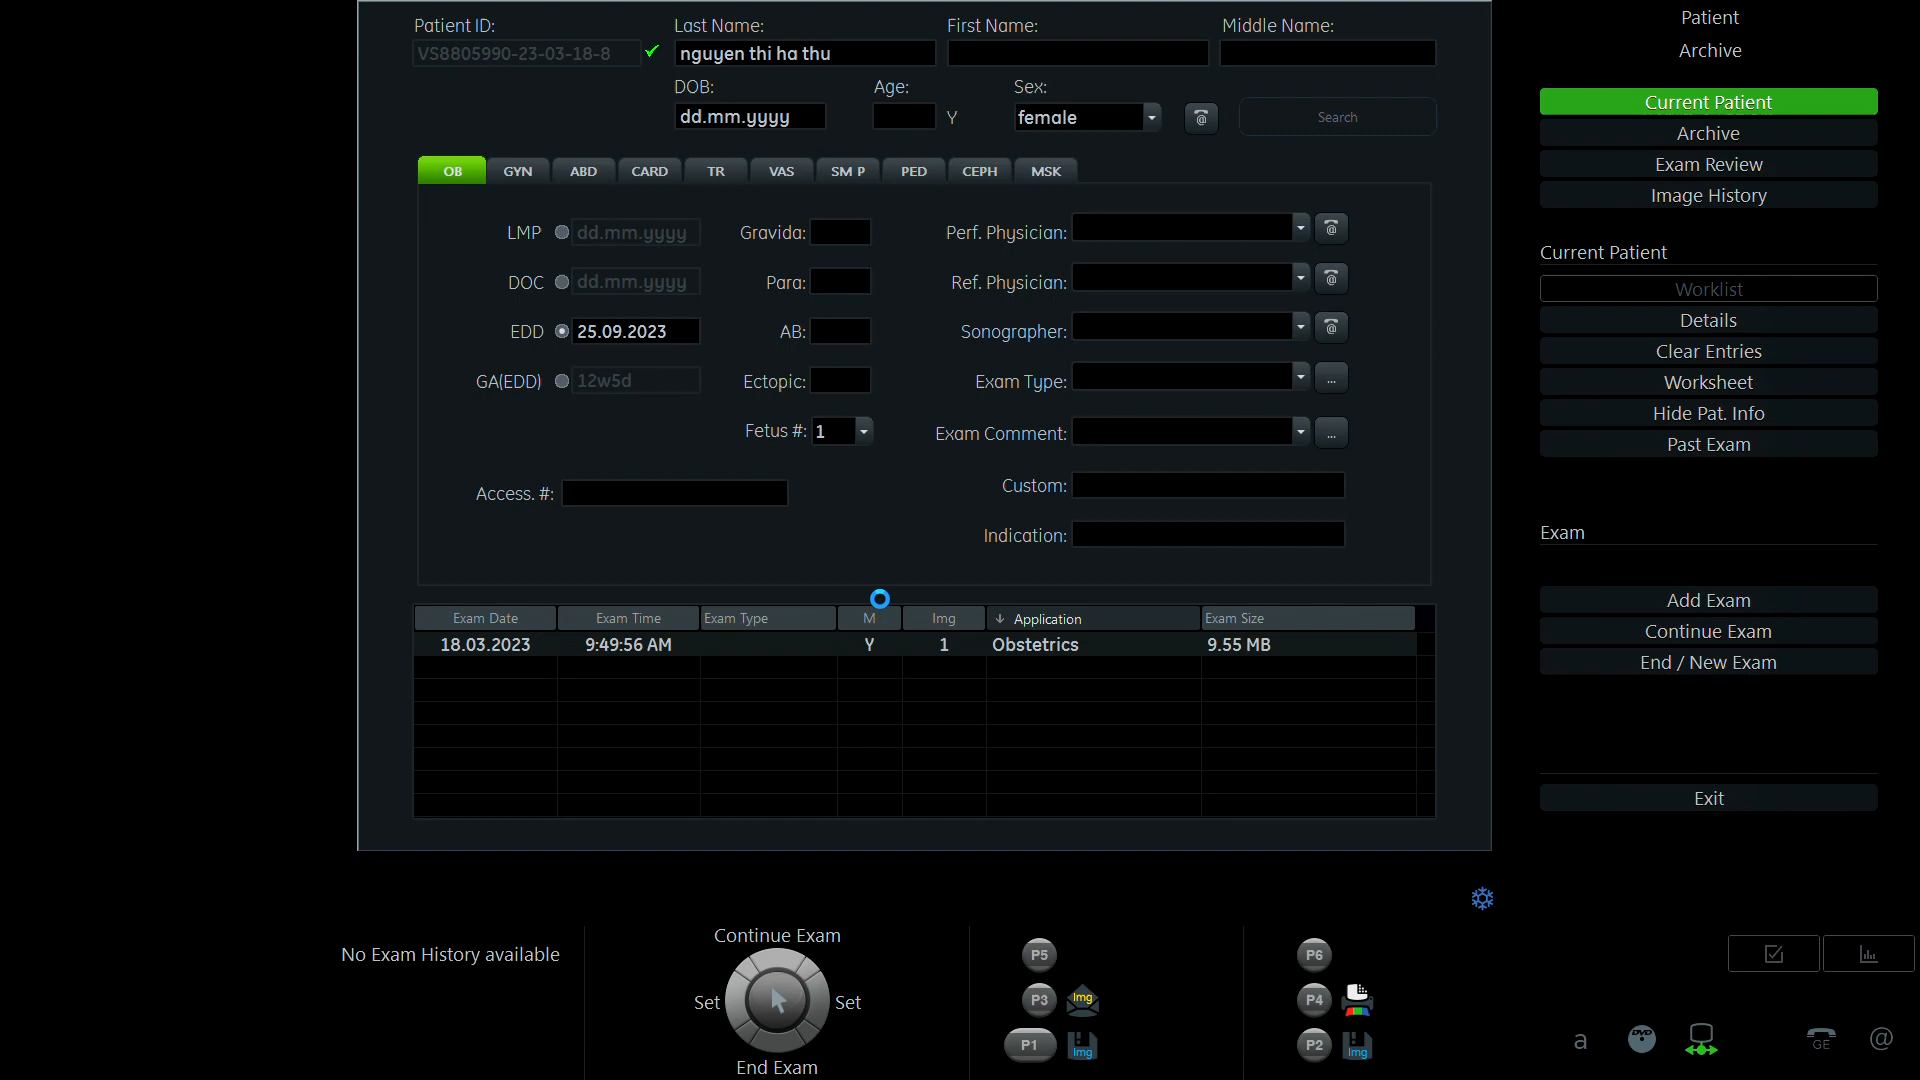 Patient ID: Last Name: First Name: Middle Name:
VS8805990-23-03-18-8 nguyen thi ha thu
DOB: Age: Sex:
dd.mm.yyyy Y female @ Search
OB GYN ABD CARD TR VAS SM P PED CEPH MSK
LMP dd.mm.yyyy Gravida: Perf. Physician: @
DOC dd.mm.yyyy Para: Ref. Physician: @
EDD 25.09.2023 AB: Sonographer: @
GA(EDD) 12w5d Ectopic: Exam Type: ...
Fetus #: 1 Exam Comment: ...
Access. #: Custom:
Indication:
Exam Date Exam Time Exam Type M Img Application Exam Size
18.03.2023 9:49:56 AM Y 1 Obstetrics 9.55 MB
Patient
Archive
Current Patient
Archive
Exam Review
Image History
Current Patient
Worklist
Details
Clear Entries
Worksheet
Hide Pat. Info
Past Exam
Exam
Add Exam
Continue Exam
End / New Exam
Exit
No Exam History available
Continue Exam
Set Set
End Exam
P5 P6
P3 Img P4
P1 Img P2 Img
a DVD GE @